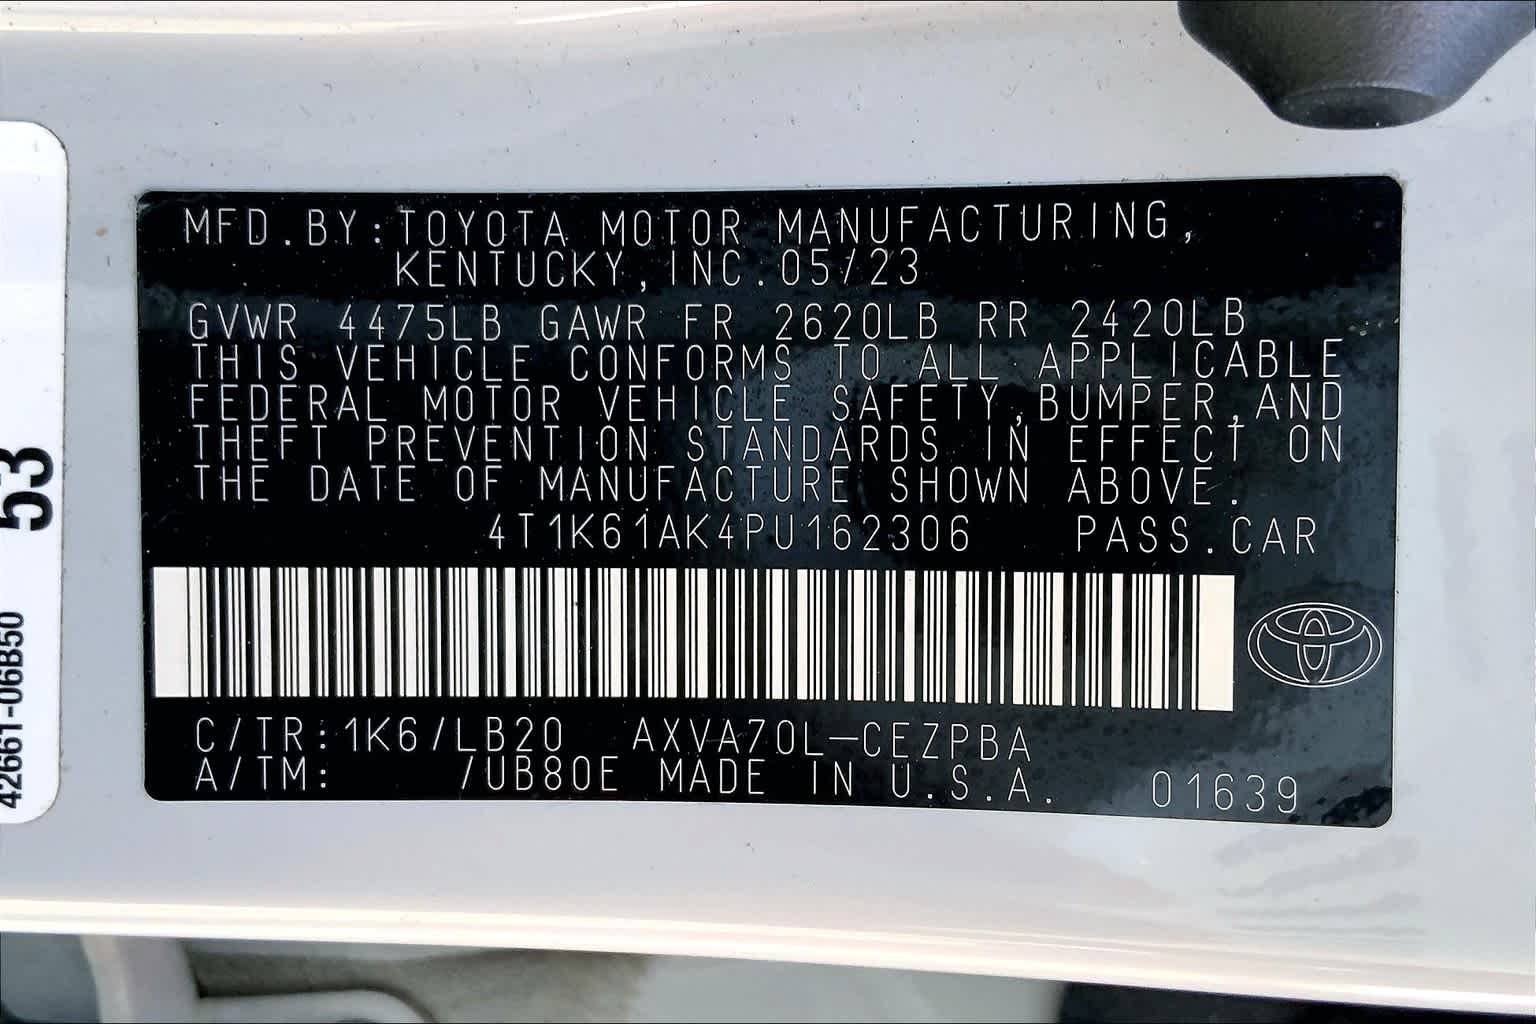 MFD.BY:TOYOTA MOTOR MANUFACTURING,
KENTUCKY,INC.05/23
GVWR 4475LB GAWR FR 2620LB RR 2420LB
THIS VEHICLE CONFORMS TO ALL APPLICABLE
FEDERAL MOTOR VEHICLE SAFETY,BUMPER,AND
THEFT PREVENTION STANDARDS IN EFFECT ON
THE DATE OF MANUFACTURE SHOWN ABOVE.
4T1K61AK4PU162306 PASS.CAR
C/TR:1K6/LB20 AXVA70L-CEZPBA
A/TM: /UB80E MADE IN U.S.A. 01639
53
42661-06B50